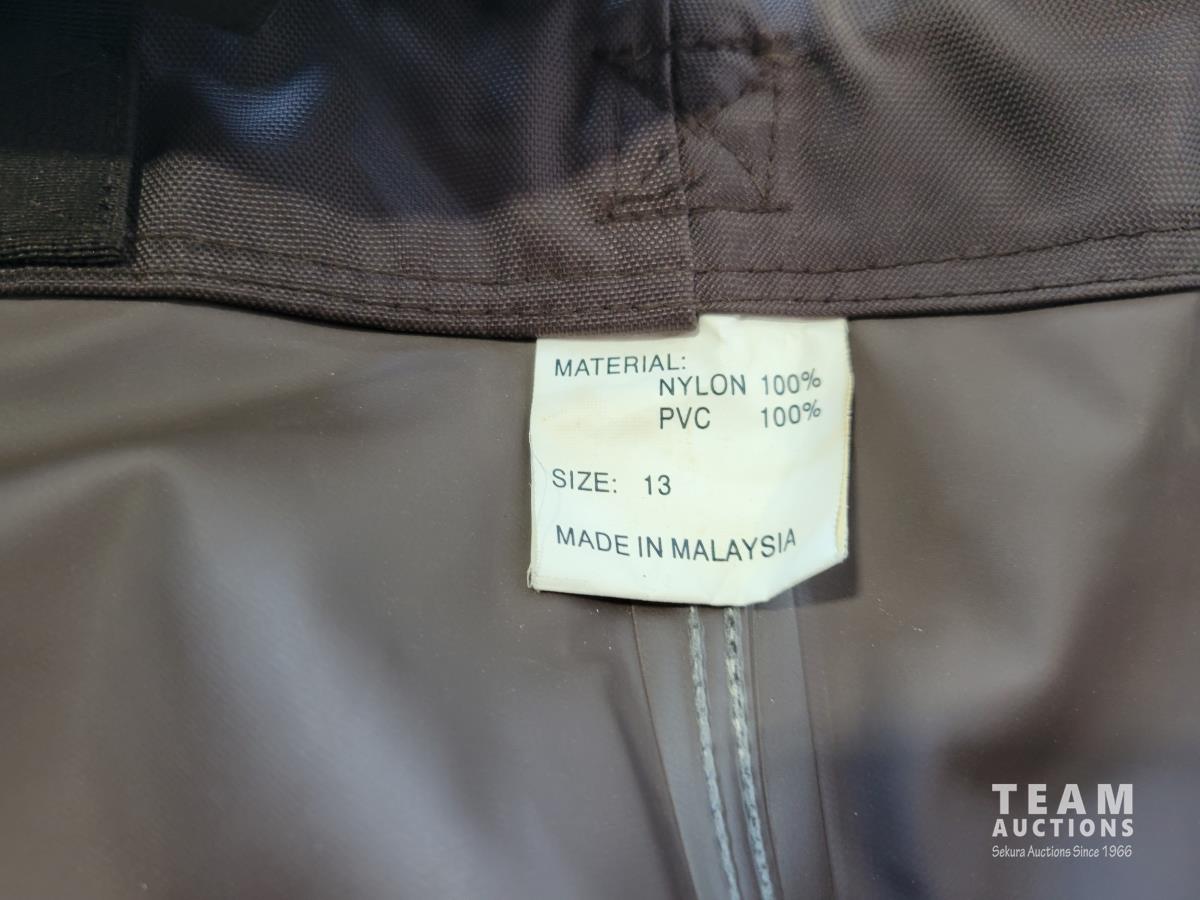 MATERIAL:
NYLON 100%
PVC 100%
SIZE: 13
MADE IN MALAYSIA
TEAM
AUCTIONS
Sekura Auctions Since 1966